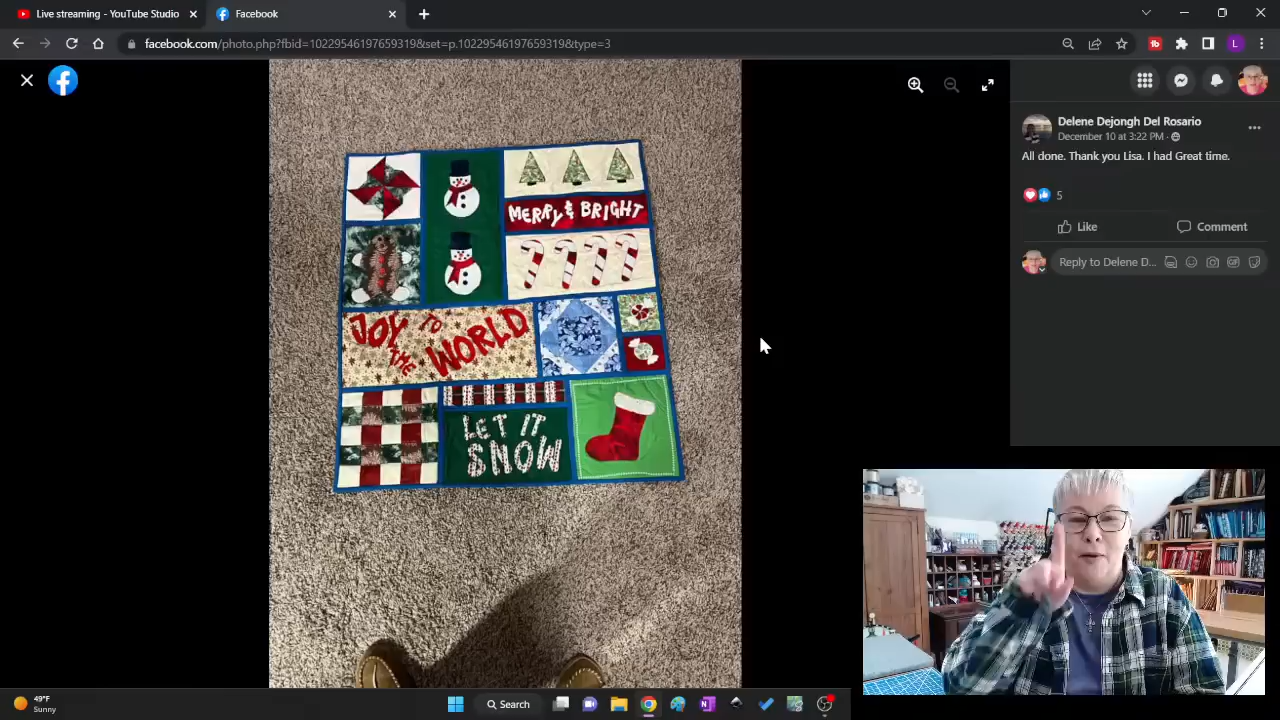 Live streaming - YouTube Studio
Facebook
facebook.com/photo.php?fbid=10229546197659319&set=p.10229546197659319&type=3
L
Delene Dejongh Del Rosario
December 10 at 3:22 PM
All done. Thank you Lisa. I had Great time.
5
Like
Comment
Reply to Delene D...
MERRY & BRIGHT
JOY TO
THE WORLD
LET IT
SNOW
49°F
Sunny
Search